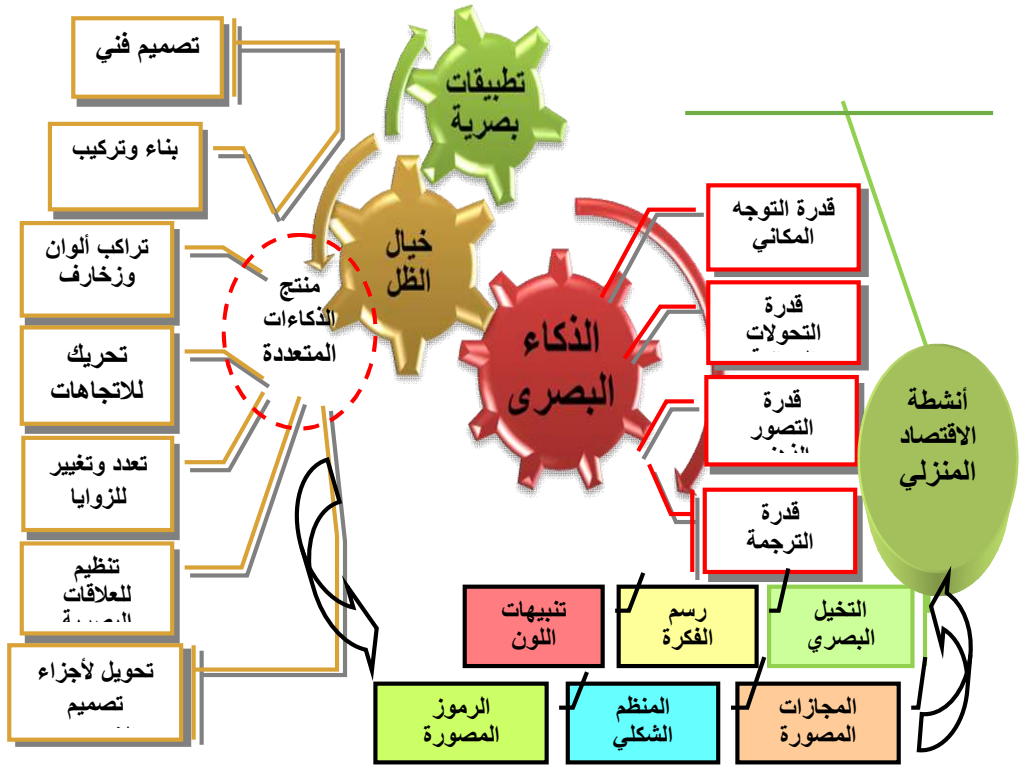 تطبيقات
بصرية
خيال
الظل
الذكاء
البصرى
قدرة التوجه
المكاني
قدرة
التحولات
قدرة
التصور
قدرة
الترجمة
أنشطة
الاقتصاد
المنزلي
منتج
الذكاءات
المتعددة
تصميم فني
بناء وتركيب
تراكب ألوان
وزخارف
تحريك
للاتجاهات
تعدد وتغيير
للزوايا
تنظيم
للعلاقات
تحويل لأجزاء
تصميم
التخيل
البصري
رسم
الفكرة
تنبيهات
اللون
المجازات
المصورة
المنظم
الشكلي
الرموز
المصورة